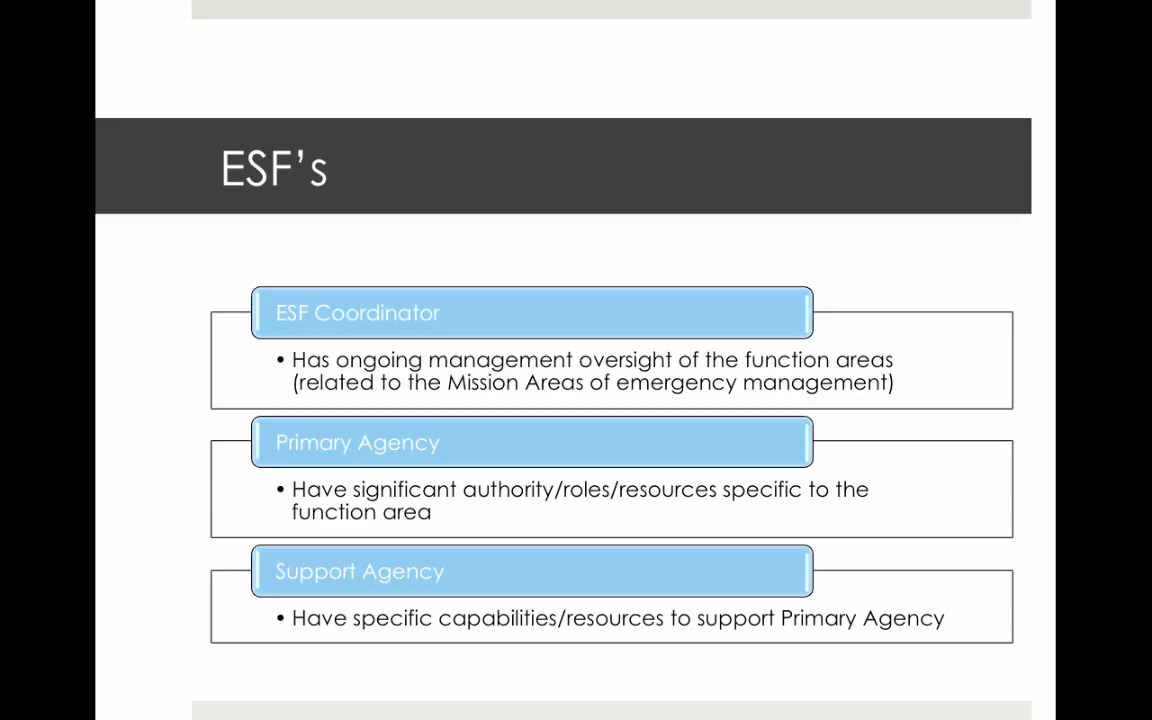 ESF’s
ESF Coordinator
• Has ongoing management oversight of the function areas
(related to the Mission Areas of emergency management)
Primary Agency
• Have significant authority/roles/resources specific to the
function area
Support Agency
• Have specific capabilities/resources to support Primary Agency